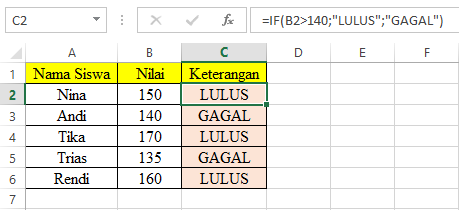 C2 fx =IF(B2>140;"LULUS";"GAGAL")
A B C D E F
1 Nama Siswa Nilai Keterangan
2 Nina 150 LULUS
3 Andi 140 GAGAL
4 Tika 170 LULUS
5 Trias 135 GAGAL
6 Rendi 160 LULUS